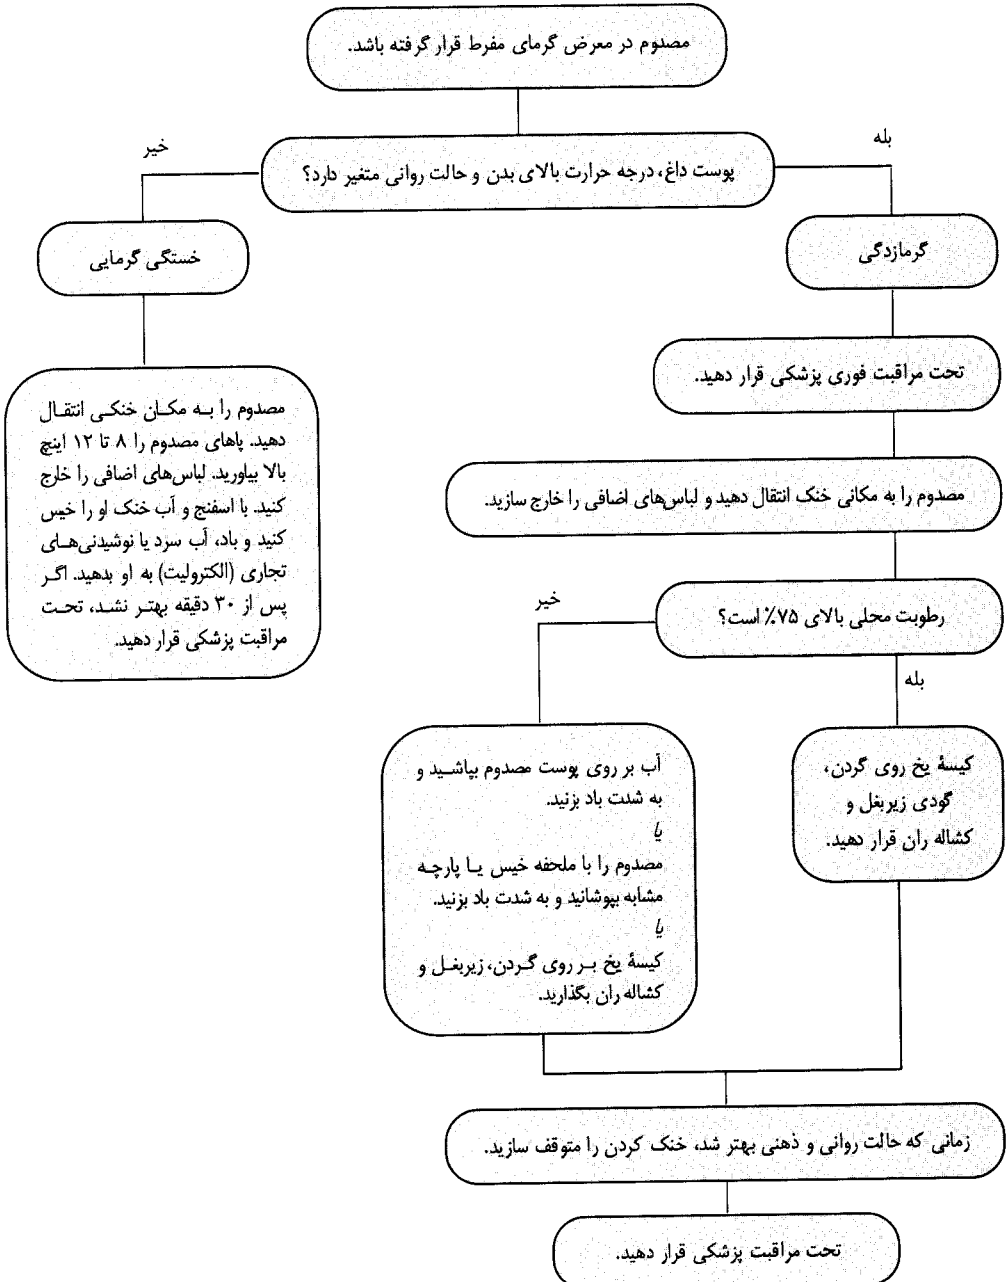 مصدوم در معرض گرمای مفرط قرار گرفته باشد.
بله
خیر
پوست داغ، درجه حرارت بالای بدن و حالت روانی متغیر دارد؟
گرمازدگی
خستگی گرمایی
تحت مراقبت فوری پزشکی قرار دهید.
مصدوم را به مکان خنکی انتقال
دهید. پاهای مصدوم را ۸ تا ۱۲ اینچ
بالا بیاورید. لباس‌های اضافی را خارج
کنید. با اسفنج و آب خنک او را خیس
کنید و باد، آب سرد یا نوشیدنی‌های
تجاری (الکترولیت) به او بدهید. اگر
پس از ۳۰ دقیقه بهتر نشد، تحت
مراقبت پزشکی قرار دهید.
مصدوم را به مکانی خنک انتقال دهید و لباس‌های اضافی را خارج سازید.
رطوبت محلی بالای ۷۵٪ است؟
خیر
بله
کیسهٔ یخ روی گردن،
گودی زیربغل و
کشاله ران قرار دهید.
آب بر روی پوست مصدوم بپاشید و
به شدت باد بزنید.
یا
مصدوم را با ملحفه خیس یا پارچه
مشابه بپوشانید و به شدت باد بزنید.
یا
کیسهٔ یخ بر روی گردن، زیربغل و
کشاله ران بگذارید.
زمانی که حالت روانی و ذهنی بهتر شد، خنک کردن را متوقف سازید.
تحت مراقبت پزشکی قرار دهید.